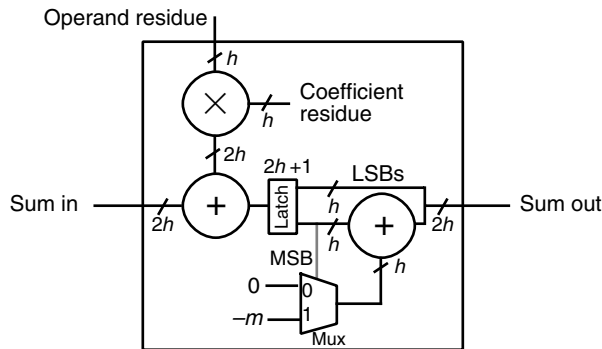 Operand residue
h
×
h
Coefficient
residue
2h
2h +1
LSBs
h
Sum in
2h
+
Latch
h
+
2h
Sum out
MSB
h
0
0
–m
1
Mux